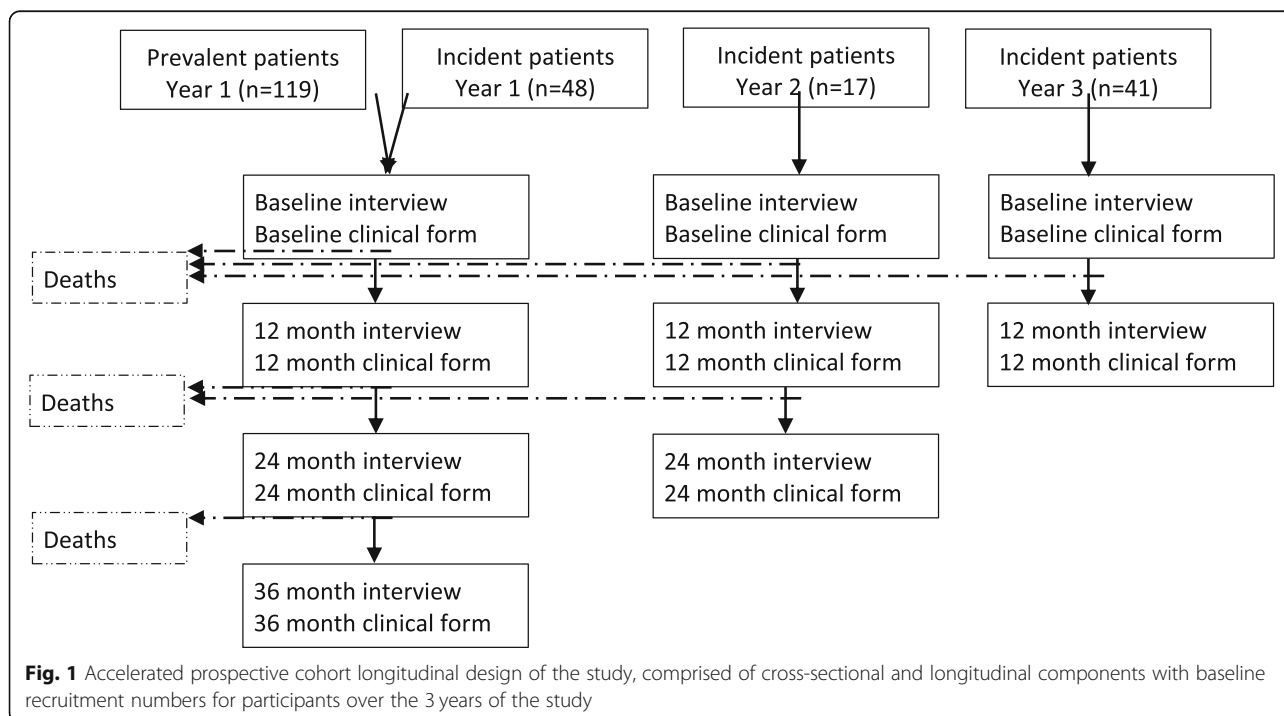 Prevalent patients
Year 1 (n=119)
Incident patients
Year 1 (n=48)
Incident patients
Year 2 (n=17)
Incident patients
Year 3 (n=41)
Baseline interview
Baseline clinical form
Baseline interview
Baseline clinical form
Baseline interview
Baseline clinical form
Deaths
12 month interview
12 month clinical form
12 month interview
12 month clinical form
12 month interview
12 month clinical form
Deaths
24 month interview
24 month clinical form
24 month interview
24 month clinical form
Deaths
36 month interview
36 month clinical form
Fig. 1 Accelerated prospective cohort longitudinal design of the study, comprised of cross-sectional and longitudinal components with baseline
recruitment numbers for participants over the 3 years of the study